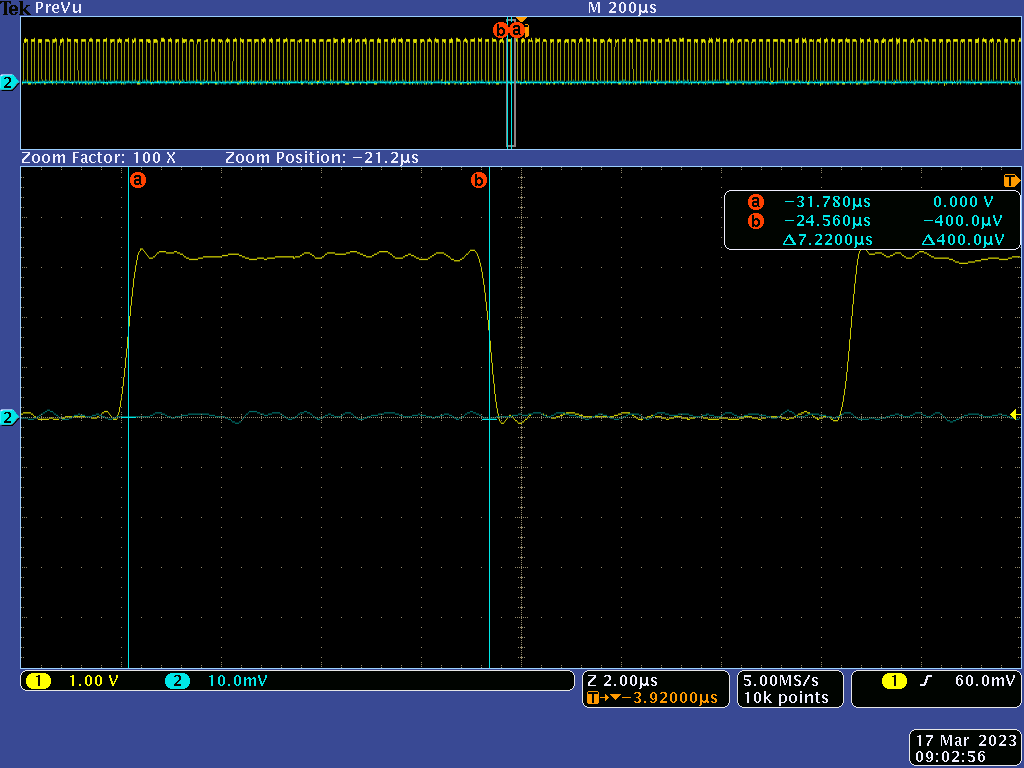 Tek PreVu M 200µs
b a
2
Zoom Factor: 100 X Zoom Position: −21.2µs
a b T
a −31.780µs 0.000 V
b −24.560µs −400.0µV
Δ7.2200µs Δ400.0µV
2
1 1.00 V 2 10.0mV
Z 2.00µs
T→▼−3.92000µs
5.00MS/s
10k points
1 ʃ 60.0mV
17 Mar 2023
09:02:56